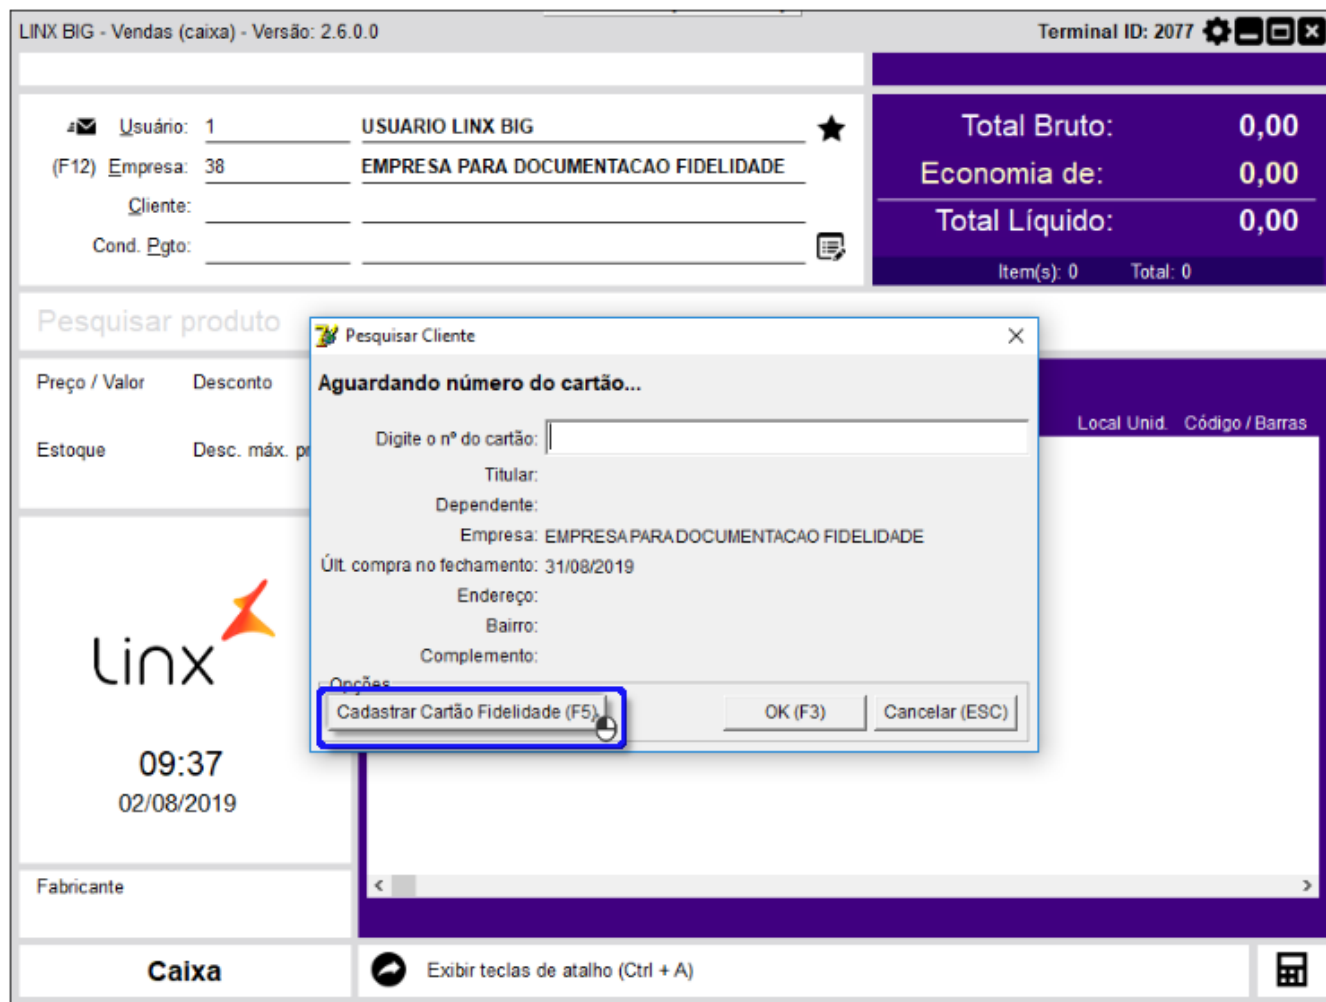 LINX BIG - Vendas (caixa) - Versão: 2.6.0.0 Terminal ID: 2077
Usuário: 1 USUARIO LINX BIG
(F12) Empresa: 38 EMPRESA PARA DOCUMENTACAO FIDELIDADE
Cliente:
Cond. Pgto:
Total Bruto: 0,00
Economia de: 0,00
Total Líquido: 0,00
Item(s): 0 Total: 0
Pesquisar produto
Preço / Valor Desconto
Estoque Desc. máx.
Local Unid. Código / Barras
Pesquisar Cliente
Aguardando número do cartão...
Digite o nº do cartão:
Titular:
Dependente:
Empresa: EMPRESA PARA DOCUMENTACAO FIDELIDADE
Últ. compra no fechamento: 31/08/2019
Endereço:
Bairro:
Complemento:
Opções
Cadastrar Cartão Fidelidade (F5) OK (F3) Cancelar (ESC)
Linx
09:37
02/08/2019
Fabricante
Caixa Exibir teclas de atalho (Ctrl + A)